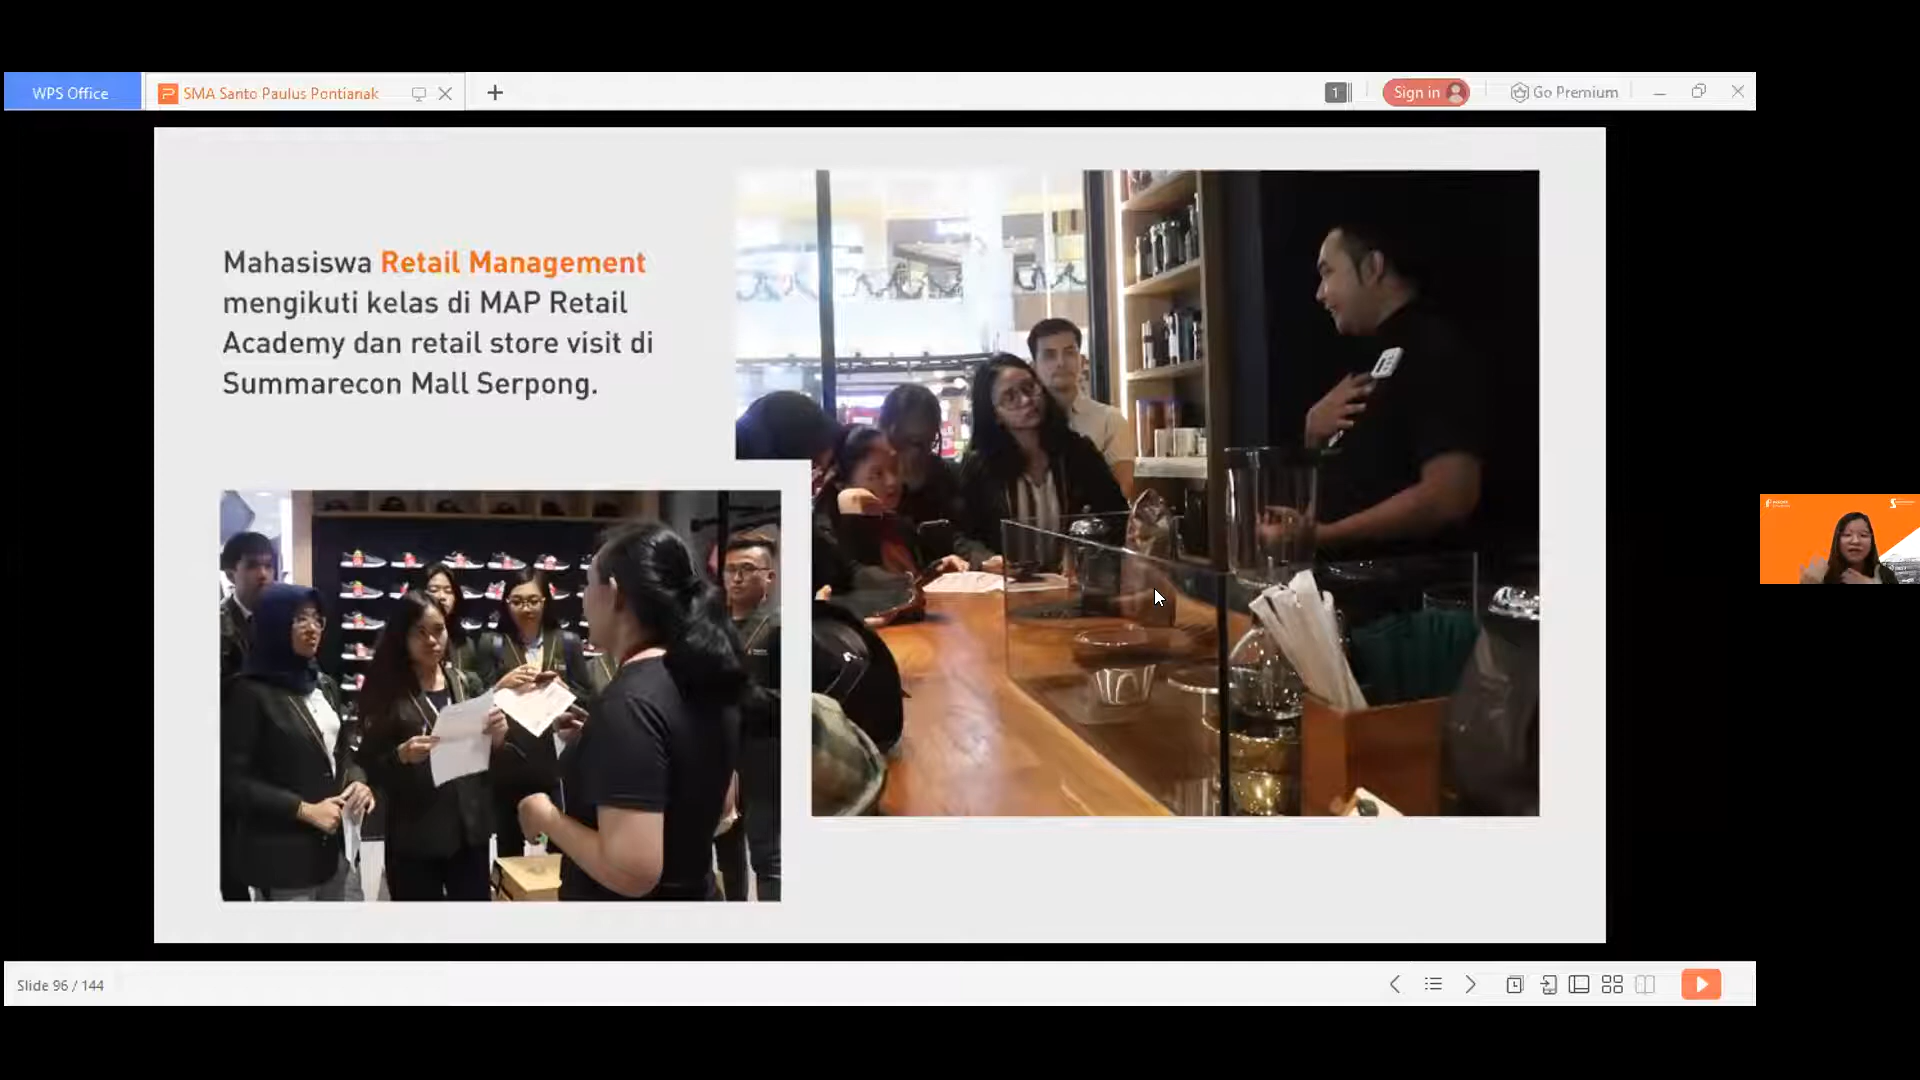 WPS Office
SMA Santo Paulus Pontianak
1
Sign in
Go Premium
Mahasiswa Retail Management
mengikuti kelas di MAP Retail
Academy dan retail store visit di
Summarecon Mall Serpong.
Slide 96 / 144